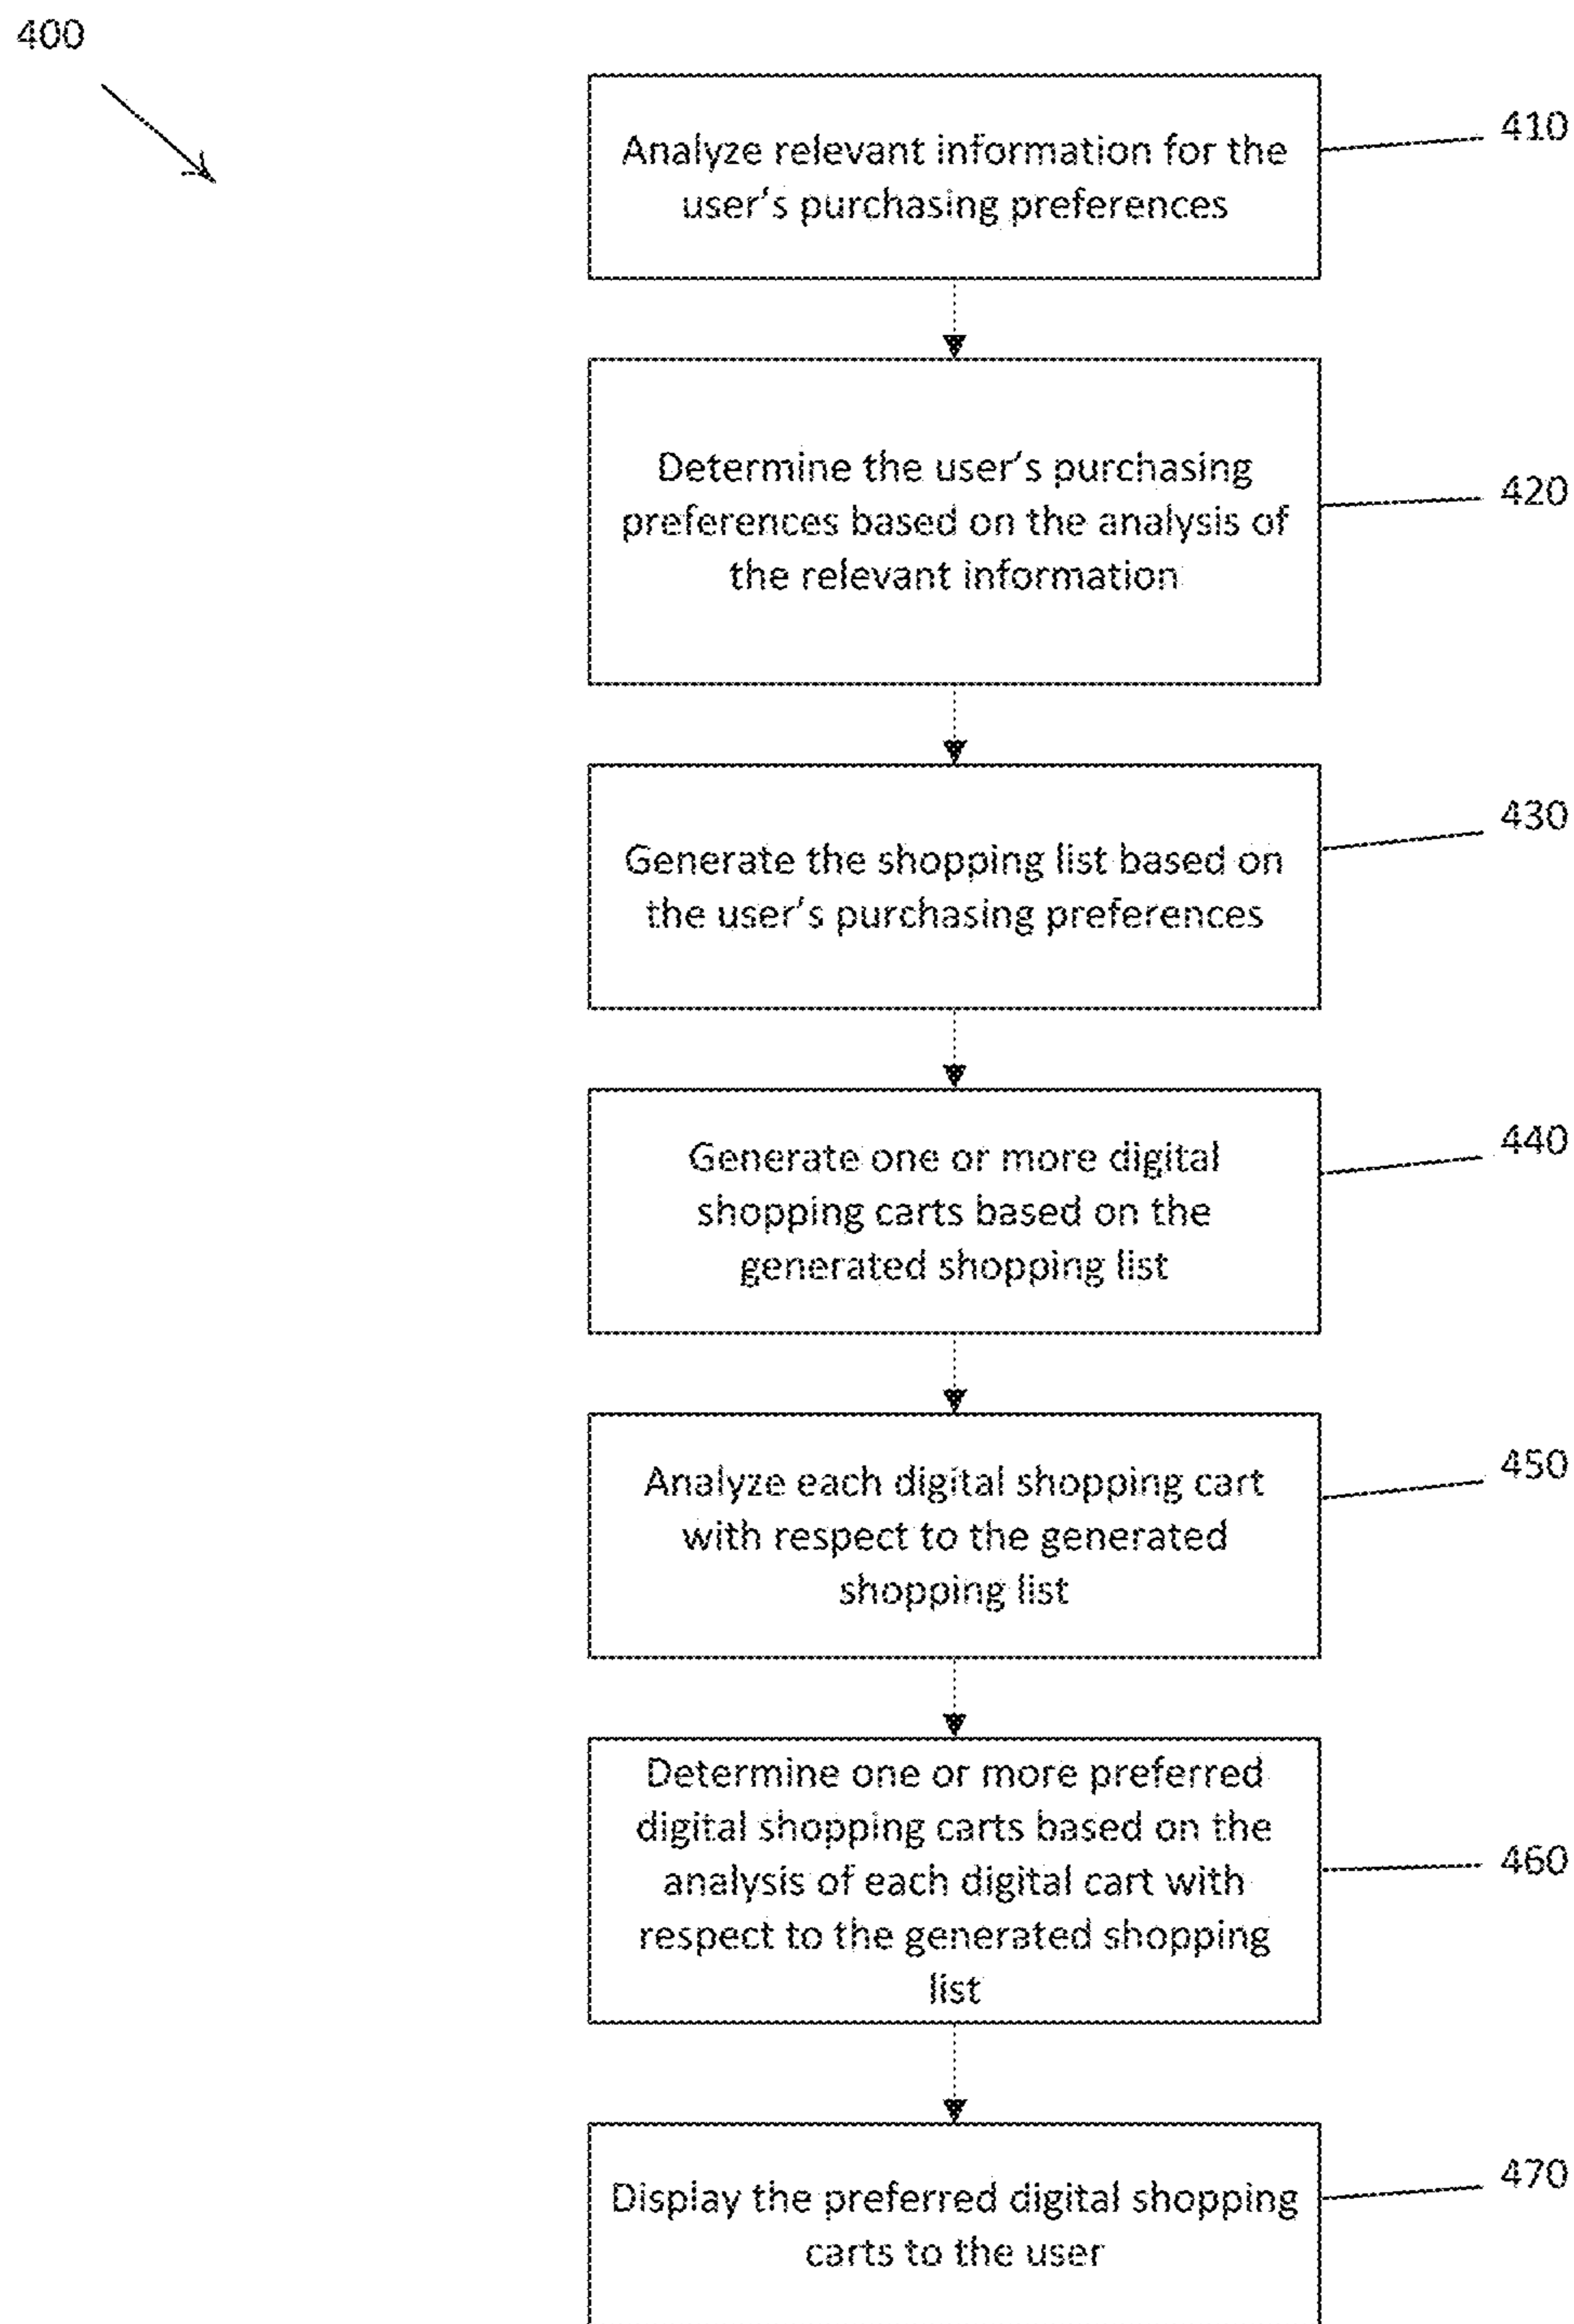 400
Analyze relevant information for the
user's purchasing preferences
410
Determine the user's purchasing
preferences based on the analysis of
the relevant information
420
Generate the shopping list based on
the user's purchasing preferences
430
Generate one or more digital
shopping carts based on the
generated shopping list
440
Analyze each digital shopping cart
with respect to the generated
shopping list
450
Determine one or more preferred
digital shopping carts based on the
analysis of each digital cart with
respect to the generated shopping
list
460
Display the preferred digital shopping
carts to the user
470